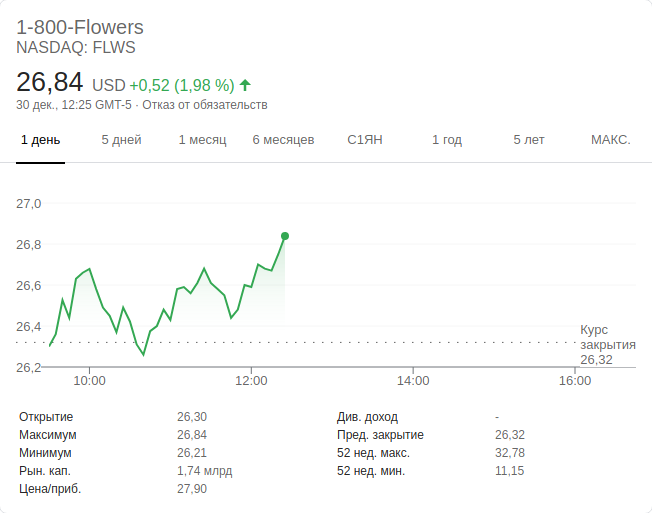 1-800-Flowers
NASDAQ: FLWS
26,84 USD +0,52 (1,98 %)
30 дек., 12:25 GMT-5 · Отказ от обязательств
1 день 5 дней 1 месяц 6 месяцев С1ЯН 1 год 5 лет МАКС.
27,0
26,8
26,6
26,4
26,2
Курс
закрытия
26,32
10:00 12:00 14:00 16:00
Открытие 26,30 Див. доход -
Максимум 26,84 Пред. закрытие 26,32
Минимум 26,21 52 нед. макс. 32,78
Рын. кап. 1,74 млрд 52 нед. мин. 11,15
Цена/приб. 27,90